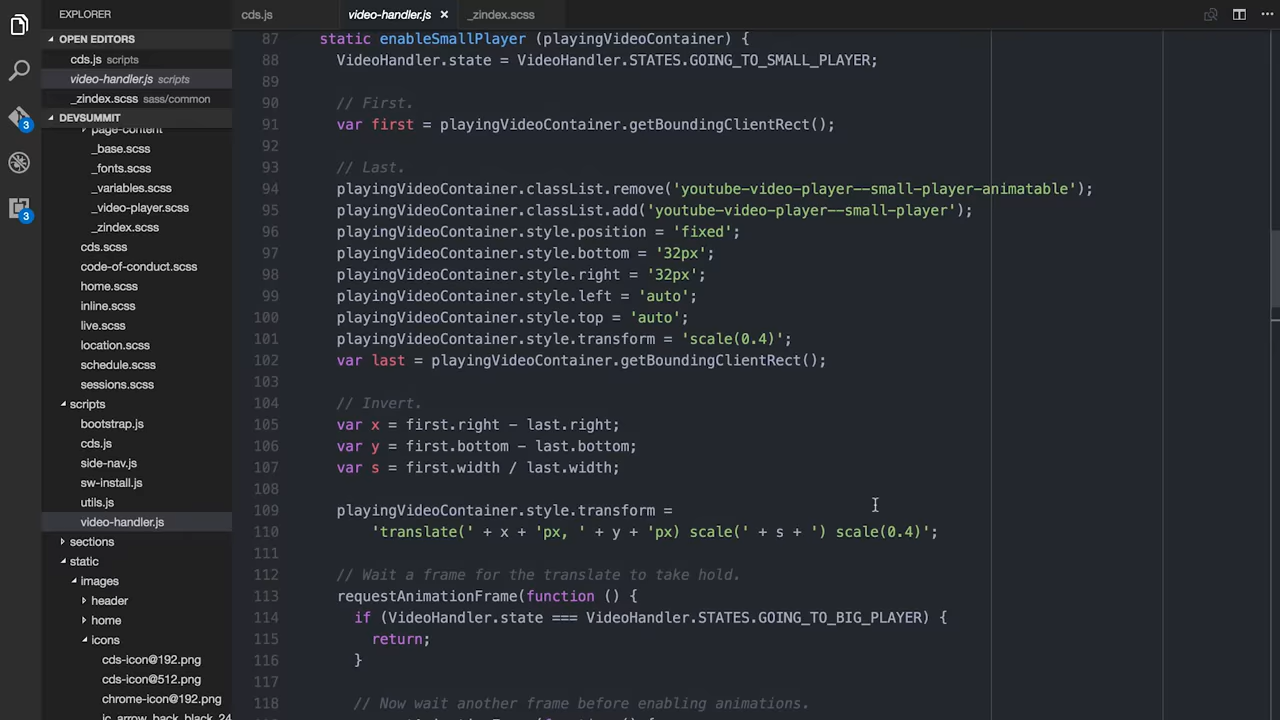 EXPLORER
OPEN EDITORS
cds.js scripts
video-handler.js scripts
_zindex.scss sass/common
DEVSUMMIT
page-content
_base.scss
_fonts.scss
_variables.scss
_video-player.scss
_zindex.scss
cds.scss
code-of-conduct.scss
home.scss
inline.scss
live.scss
location.scss
schedule.scss
sessions.scss
scripts
bootstrap.js
cds.js
side-nav.js
sw-install.js
utils.js
video-handler.js
sections
static
images
header
home
icons
cds-icon@192.png
cds-icon@512.png
chrome-icon@192.png
ic_arrow_back_black_24
3
3
cds.js video-handler.js _zindex.scss
87 static enableSmallPlayer (playingVideoContainer) {
88 VideoHandler.state = VideoHandler.STATES.GOING_TO_SMALL_PLAYER;
89
90 // First.
91 var first = playingVideoContainer.getBoundingClientRect();
92
93 // Last.
94 playingVideoContainer.classList.remove('youtube-video-player--small-player-animatable');
95 playingVideoContainer.classList.add('youtube-video-player--small-player');
96 playingVideoContainer.style.position = 'fixed';
97 playingVideoContainer.style.bottom = '32px';
98 playingVideoContainer.style.right = '32px';
99 playingVideoContainer.style.left = 'auto';
100 playingVideoContainer.style.top = 'auto';
101 playingVideoContainer.style.transform = 'scale(0.4)';
102 var last = playingVideoContainer.getBoundingClientRect();
103
104 // Invert.
105 var x = first.right - last.right;
106 var y = first.bottom - last.bottom;
107 var s = first.width / last.width;
108
109 playingVideoContainer.style.transform =
110 'translate(' + x + 'px, ' + y + 'px) scale(' + s + ') scale(0.4)';
111
112 // Wait a frame for the translate to take hold.
113 requestAnimationFrame(function () {
114 if (VideoHandler.state === VideoHandler.STATES.GOING_TO_BIG_PLAYER) {
115 return;
116 }
117
118 // Now wait another frame before enabling animations.